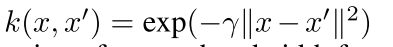 k(x, x′) = exp(−γ‖x − x′‖²)